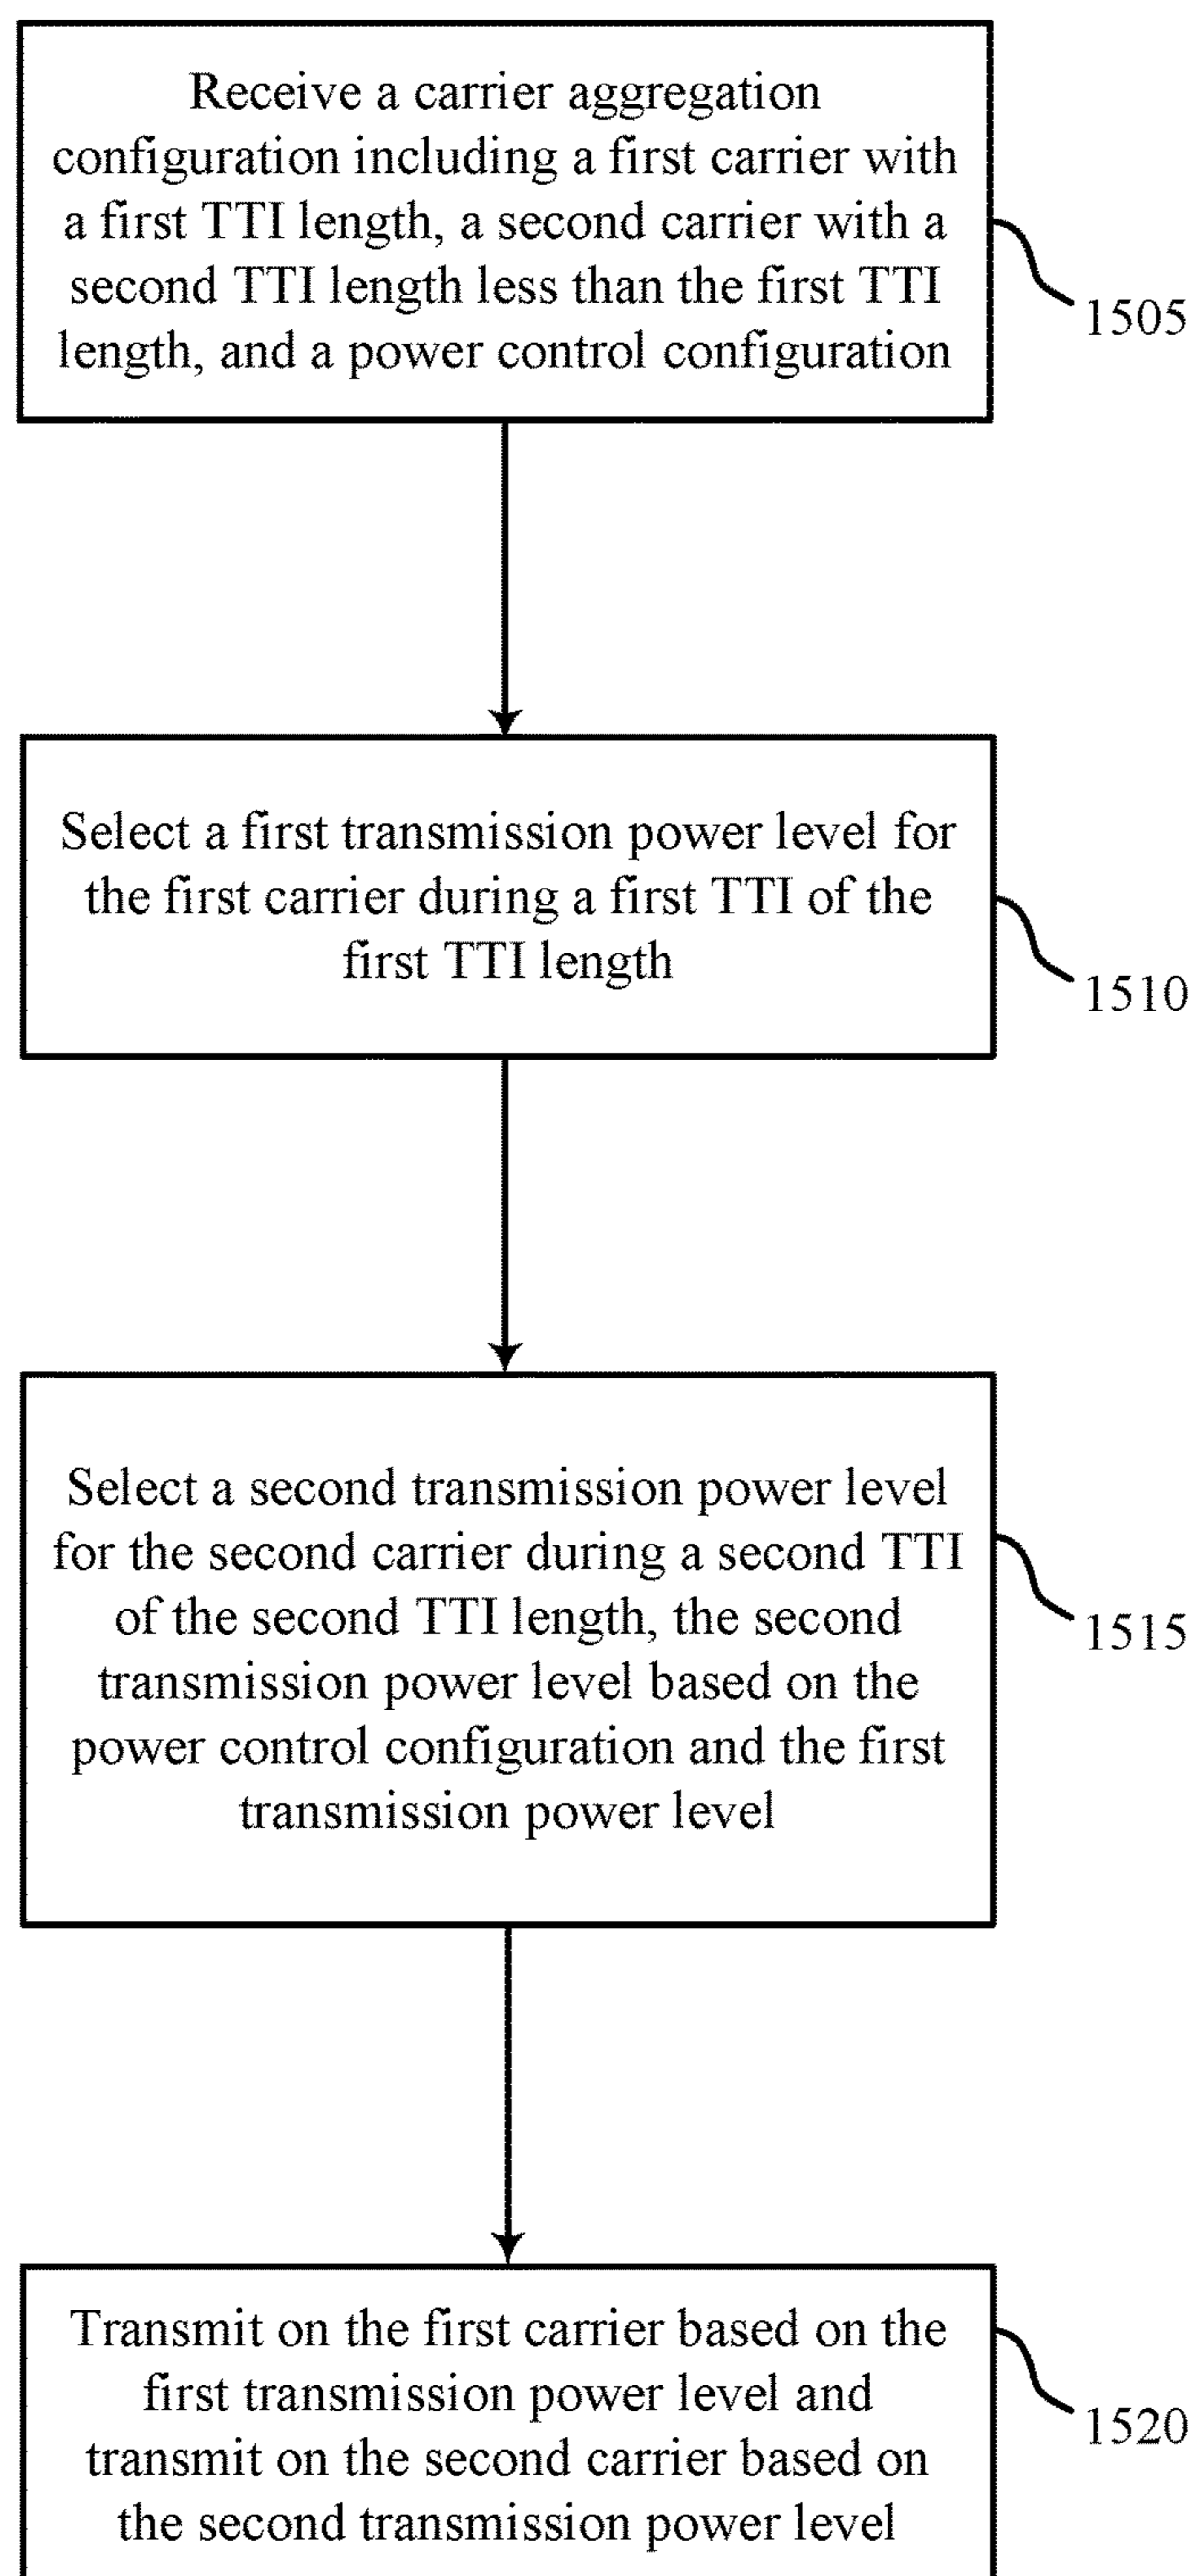 Receive a carrier aggregation
configuration including a first carrier with
a first TTI length, a second carrier with a
second TTI length less than the first TTI
length, and a power control configuration
1505
Select a first transmission power level for
the first carrier during a first TTI of the
first TTI length
1510
Select a second transmission power level
for the second carrier during a second TTI
of the second TTI length, the second
transmission power level based on the
power control configuration and the first
transmission power level
1515
Transmit on the first carrier based on the
first transmission power level and
transmit on the second carrier based on
the second transmission power level
1520